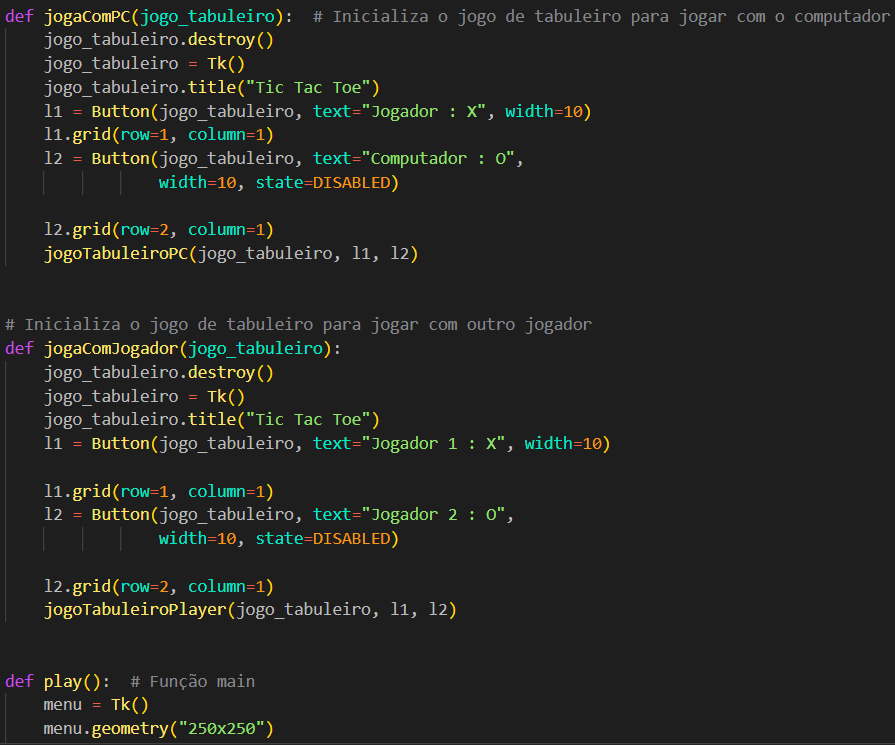 def jogaComPC(jogo_tabuleiro):  # Inicializa o jogo de tabuleiro para jogar com o computador
    jogo_tabuleiro.destroy()
    jogo_tabuleiro = Tk()
    jogo_tabuleiro.title("Tic Tac Toe")
    l1 = Button(jogo_tabuleiro, text="Jogador : X", width=10)
    l1.grid(row=1, column=1)
    l2 = Button(jogo_tabuleiro, text="Computador : O",
                width=10, state=DISABLED)

    l2.grid(row=2, column=1)
    jogoTabuleiroPC(jogo_tabuleiro, l1, l2)


# Inicializa o jogo de tabuleiro para jogar com outro jogador
def jogaComJogador(jogo_tabuleiro):
    jogo_tabuleiro.destroy()
    jogo_tabuleiro = Tk()
    jogo_tabuleiro.title("Tic Tac Toe")
    l1 = Button(jogo_tabuleiro, text="Jogador 1 : X", width=10)

    l1.grid(row=1, column=1)
    l2 = Button(jogo_tabuleiro, text="Jogador 2 : O",
                width=10, state=DISABLED)

    l2.grid(row=2, column=1)
    jogoTabuleiroPlayer(jogo_tabuleiro, l1, l2)


def play():  # Função main
    menu = Tk()
    menu.geometry("250x250")